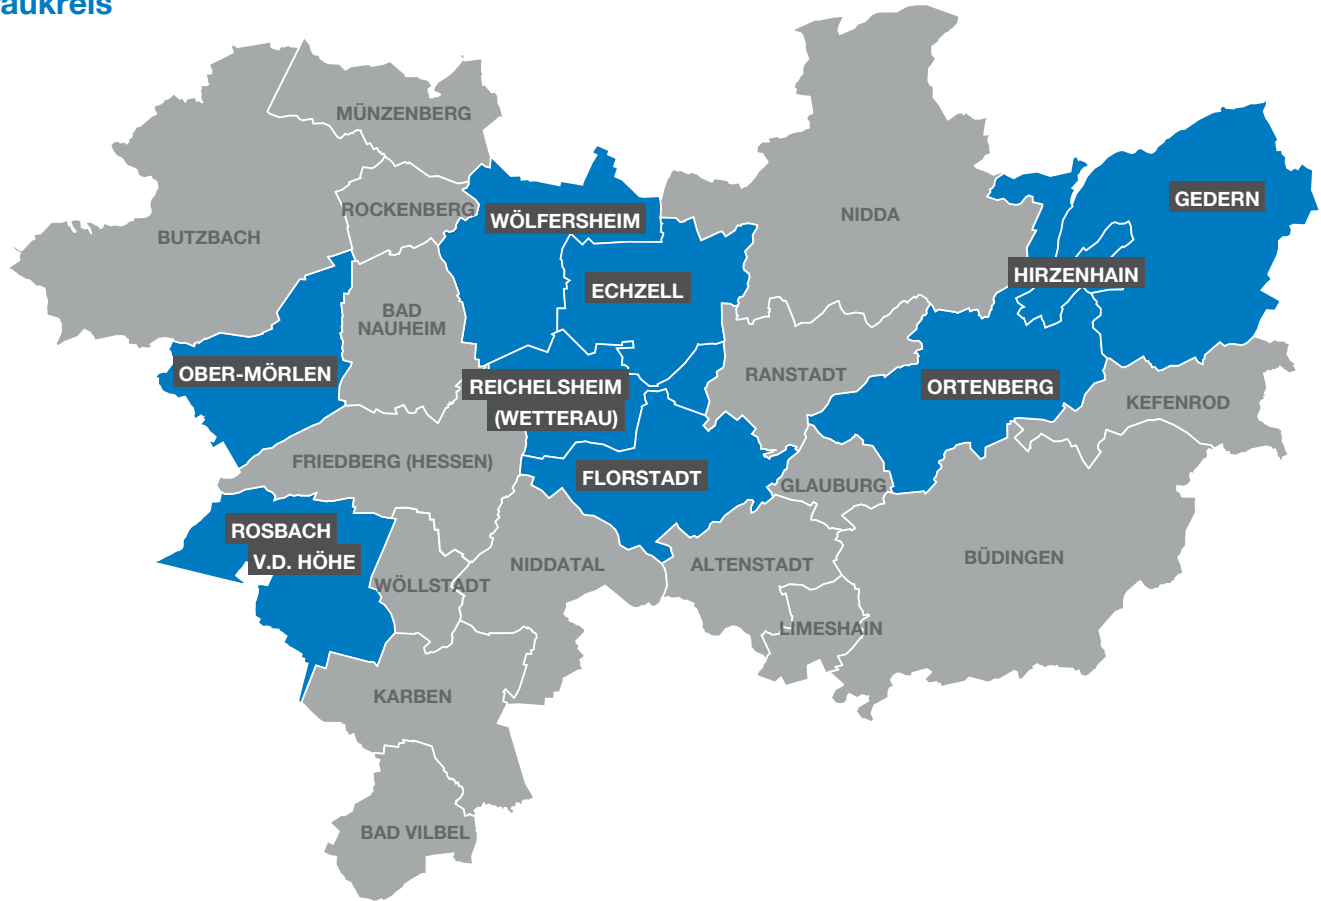 aukreis
MÜNZENBERG
ROCKENBERG
BUTZBACH
WÖLFERSHEIM
NIDDA
GEDERN
HIRZENHAIN
ECHZELL
BAD
NAUHEIM
OBER-MÖRLEN
REICHELSHEIM
(WETTERAU)
RANSTADT
ORTENBERG
KEFENROD
FRIEDBERG (HESSEN)
FLORSTADT
GLAUBURG
ROSBACH
V.D. HÖHE
WÖLLSTADT
NIDDATAL
ALTENSTADT
BÜDINGEN
LIMESHAIN
KARBEN
BAD VILBEL